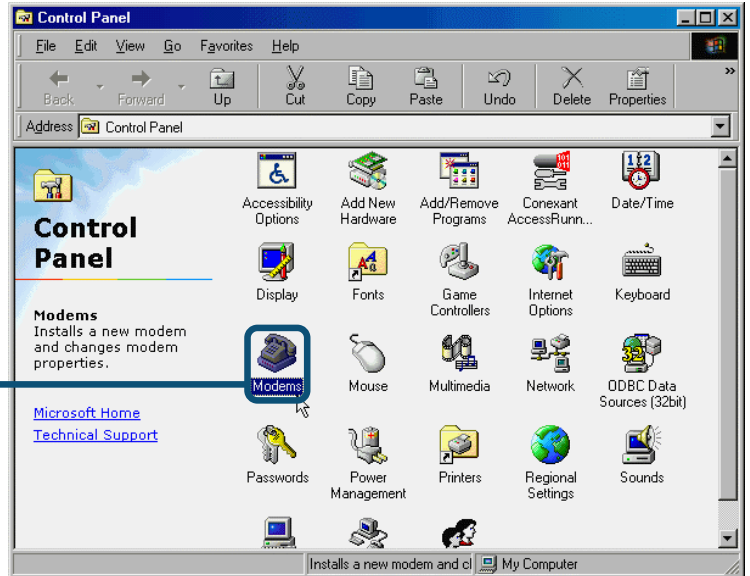 Control Panel
File Edit View Go Favorites Help
Back Forward Up Cut Copy Paste Undo Delete Properties »
Address Control Panel
Control
Panel
Modems
Installs a new modem
and changes modem
properties.
Microsoft Home
Technical Support
Accessibility
Options
Add New
Hardware
Add/Remove
Programs
Conexant
AccessRunn...
Date/Time
Display
Fonts
Game
Controllers
Internet
Options
Keyboard
Modems
Mouse
Multimedia
Network
ODBC Data
Sources (32bit)
Passwords
Power
Management
Printers
Regional
Settings
Sounds
Installs a new modem and cl My Computer